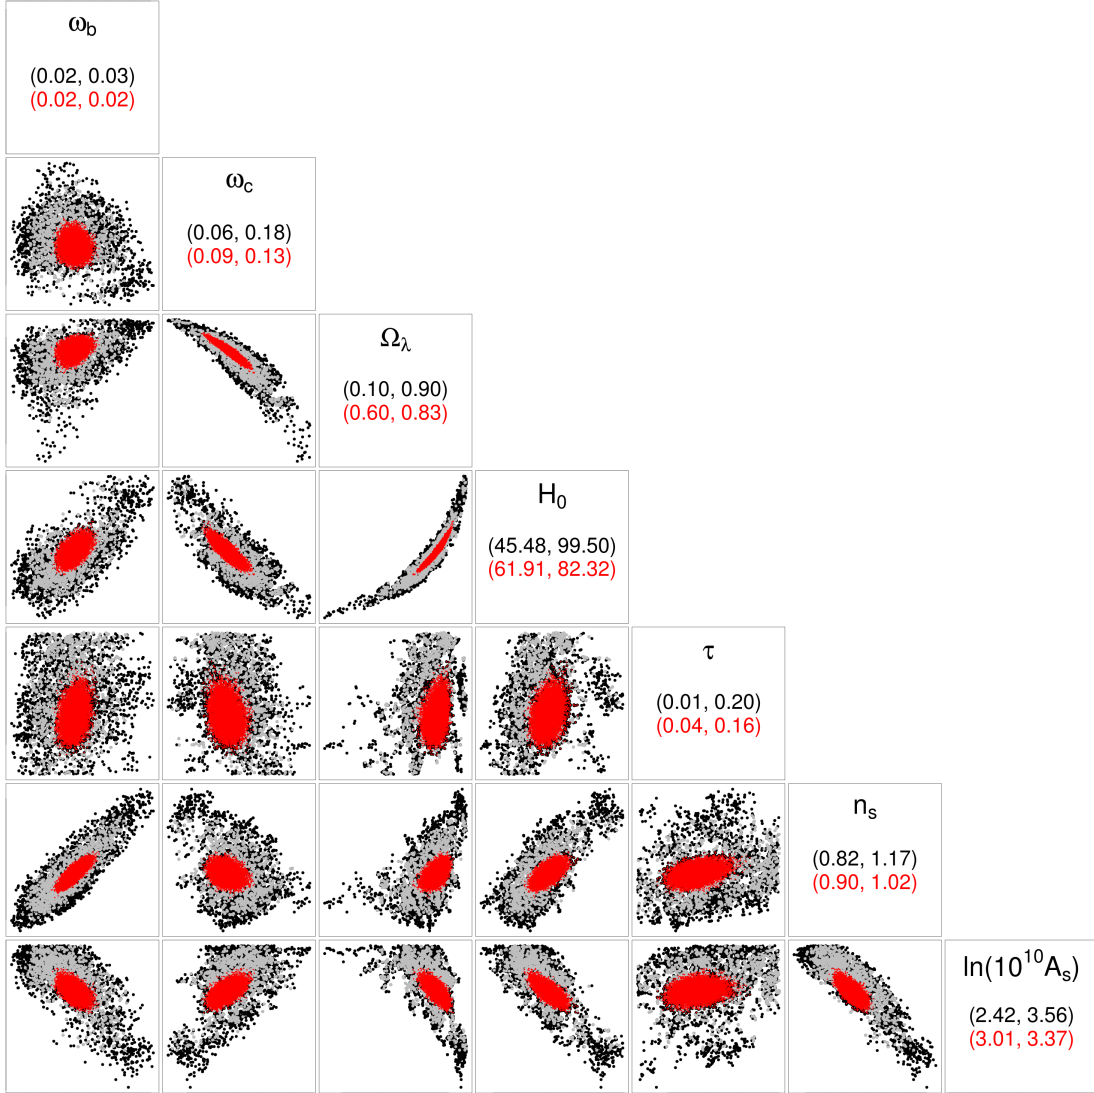 ω_b
(0.02, 0.03)
(0.02, 0.02)
ω_c
(0.06, 0.18)
(0.09, 0.13)
Ω_λ
(0.10, 0.90)
(0.60, 0.83)
H_0
(45.48, 99.50)
(61.91, 82.32)
τ
(0.01, 0.20)
(0.04, 0.16)
n_s
(0.82, 1.17)
(0.90, 1.02)
ln(10^10A_s)
(2.42, 3.56)
(3.01, 3.37)